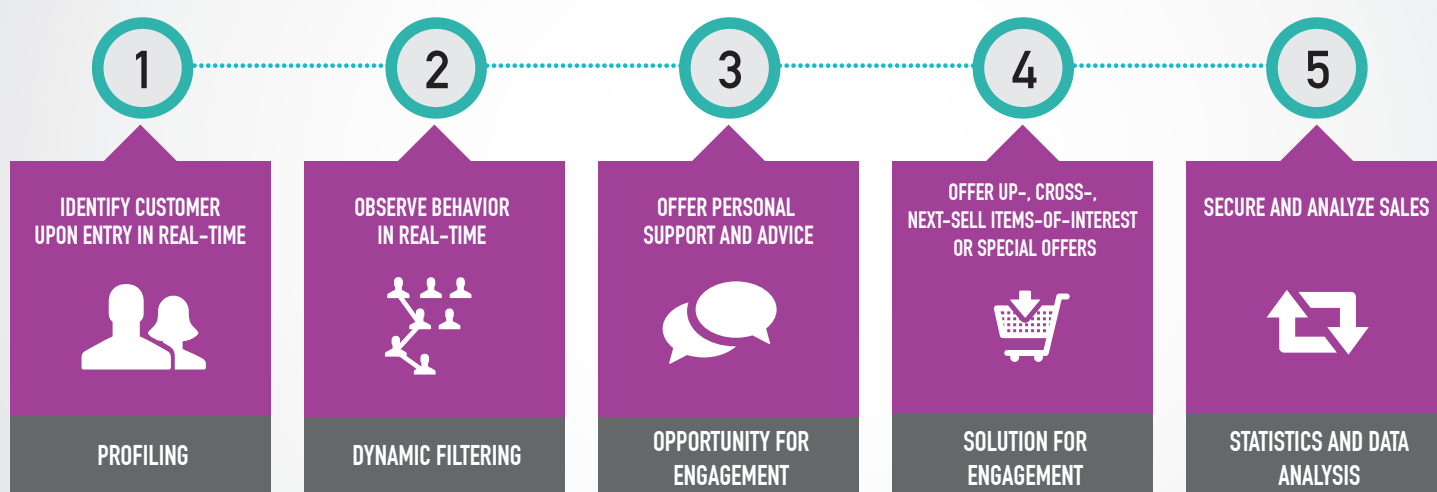 1
2
3
4
5
IDENTIFY CUSTOMER
UPON ENTRY IN REAL-TIME
OBSERVE BEHAVIOR
IN REAL-TIME
OFFER PERSONAL
SUPPORT AND ADVICE
OFFER UP-, CROSS-,
NEXT-SELL ITEMS-OF-INTEREST
OR SPECIAL OFFERS
SECURE AND ANALYZE SALES
PROFILING
DYNAMIC FILTERING
OPPORTUNITY FOR
ENGAGEMENT
SOLUTION FOR
ENGAGEMENT
STATISTICS AND DATA
ANALYSIS